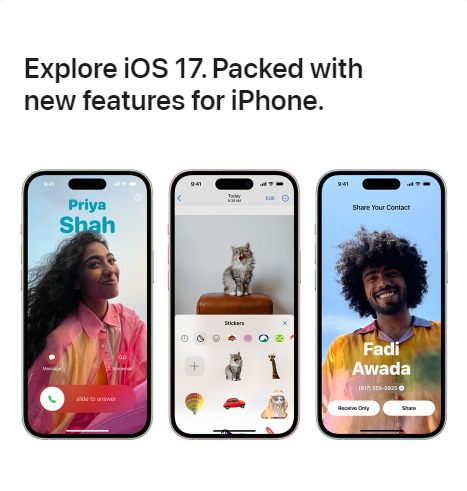 Explore iOS 17. Packed with
new features for iPhone.
9:41
Priya
Shah
Message
Voicemail
slide to answer
9:41
Today
9:38 AM
Edit
Stickers
9:41
Share Your Contact
Fadi
Awada
(917) 555-0925
Receive Only
Share